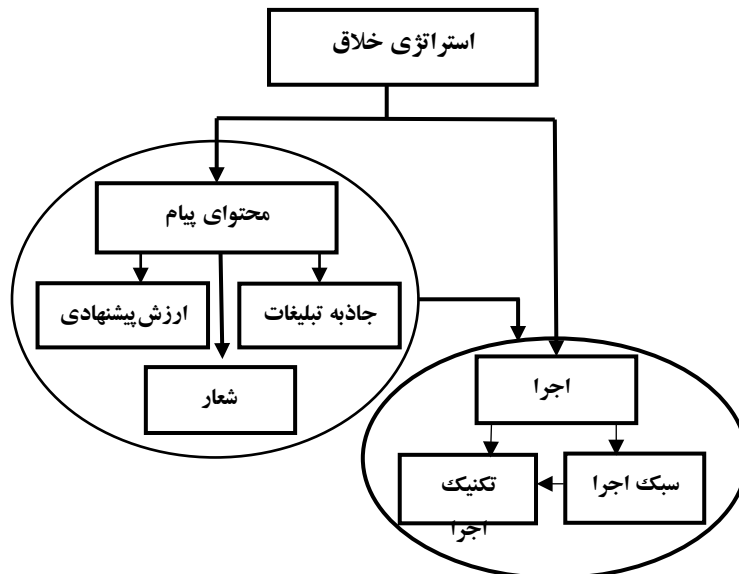 استراتژی خلاق
محتوای پیام
جاذبه تبلیغات
ارزش پیشنهادی
شعار
اجرا
سبک اجرا
تکنیک
اجرا